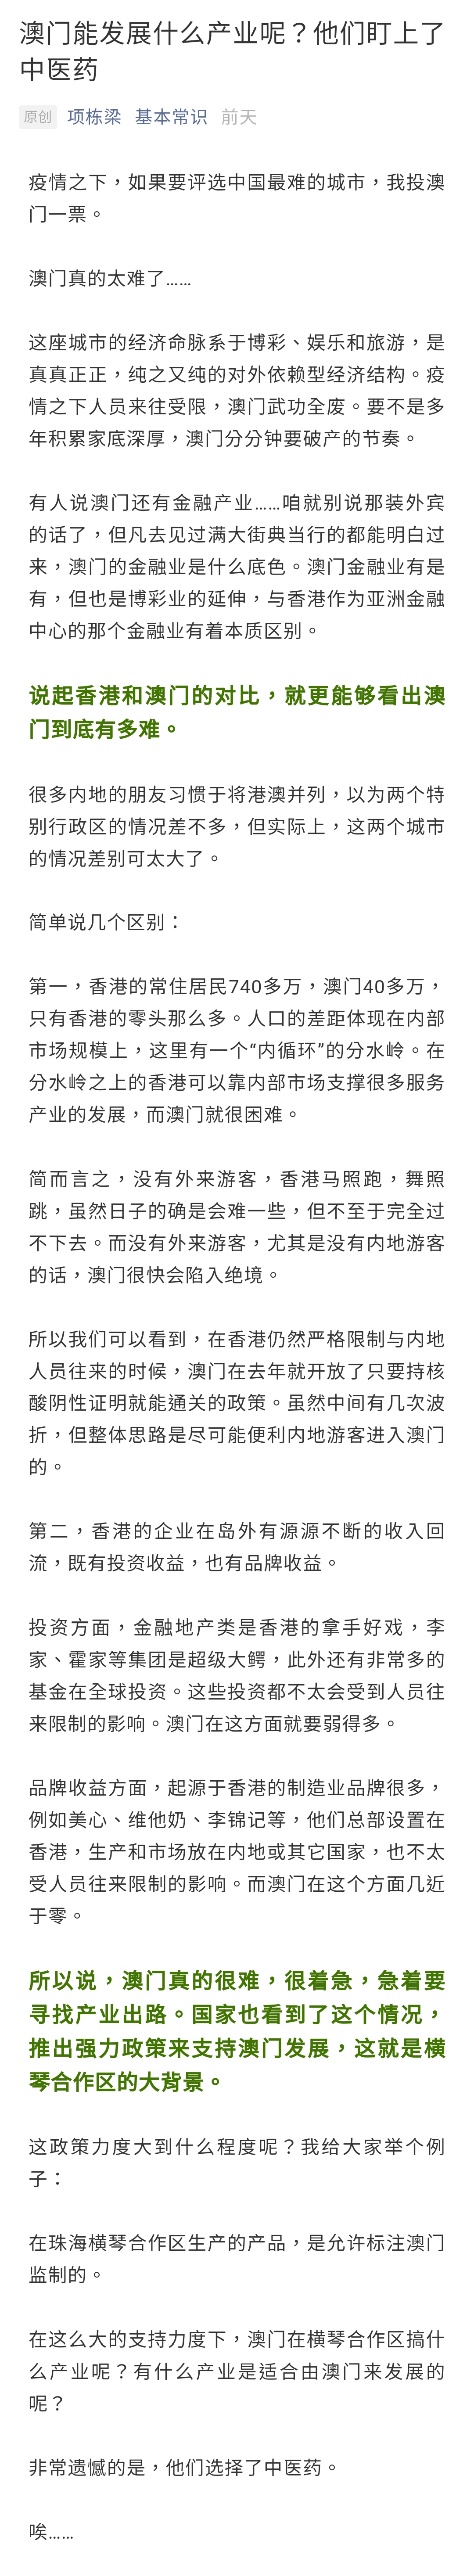 澳门能发展什么产业呢？他们盯上了
中医药
原创 项栋梁 基本常识 前天
疫情之下，如果要评选中国最难的城市，我投澳
门一票。
澳门真的太难了……
这座城市的经济命脉系于博彩、娱乐和旅游，是
真真正正，纯之又纯的对外依赖型经济结构。疫
情之下人员来往受限，澳门武功全废。要不是多
年积累家底深厚，澳门分分钟要破产的节奏。
有人说澳门还有金融产业……咱就别说那装外宾
的话了，但凡去见过满大街典当行的都能明白过
来，澳门的金融业是什么底色。澳门金融业有是
有，但也是博彩业的延伸，与香港作为亚洲金融
中心的那个金融业有着本质区别。
说起香港和澳门的对比，就更能够看出澳
门到底有多难。
很多内地的朋友习惯于将港澳并列，以为两个特
别行政区的情况差不多，但实际上，这两个城市
的情况差别可太大了。
简单说几个区别：
第一，香港的常住居民740多万，澳门40多万，
只有香港的零头那么多。人口的差距体现在内部
市场规模上，这里有一个“内循环”的分水岭。在
分水岭之上的香港可以靠内部市场支撑很多服务
产业的发展，而澳门就很困难。
简而言之，没有外来游客，香港马照跑，舞照
跳，虽然日子的确是会难一些，但不至于完全过
不下去。而没有外来游客，尤其是没有内地游客
的话，澳门很快会陷入绝境。
所以我们可以看到，在香港仍然严格限制与内地
人员往来的时候，澳门在去年就开放了只要持核
酸阴性证明就能通关的政策。虽然中间有几次波
折，但整体思路是尽可能便利内地游客进入澳门
的。
第二，香港的企业在岛外有源源不断的收入回
流，既有投资收益，也有品牌收益。
投资方面，金融地产类是香港的拿手好戏，李
家、霍家等集团是超级大鳄，此外还有非常多的
基金在全球投资。这些投资都不太会受到人员往
来限制的影响。澳门在这方面就要弱得多。
品牌收益方面，起源于香港的制造业品牌很多，
例如美心、维他奶、李锦记等，他们总部设置在
香港，生产和市场放在内地或其它国家，也不太
受人员往来限制的影响。而澳门在这个方面几近
于零。
所以说，澳门真的很难，很着急，急着要
寻找产业出路。国家也看到了这个情况，
推出强力政策来支持澳门发展，这就是横
琴合作区的大背景。
这政策力度大到什么程度呢？我给大家举个例
子：
在珠海横琴合作区生产的产品，是允许标注澳门
监制的。
在这么大的支持力度下，澳门在横琴合作区搞什
么产业呢？有什么产业是适合由澳门来发展的
呢？
非常遗憾的是，他们选择了中医药。
唉……